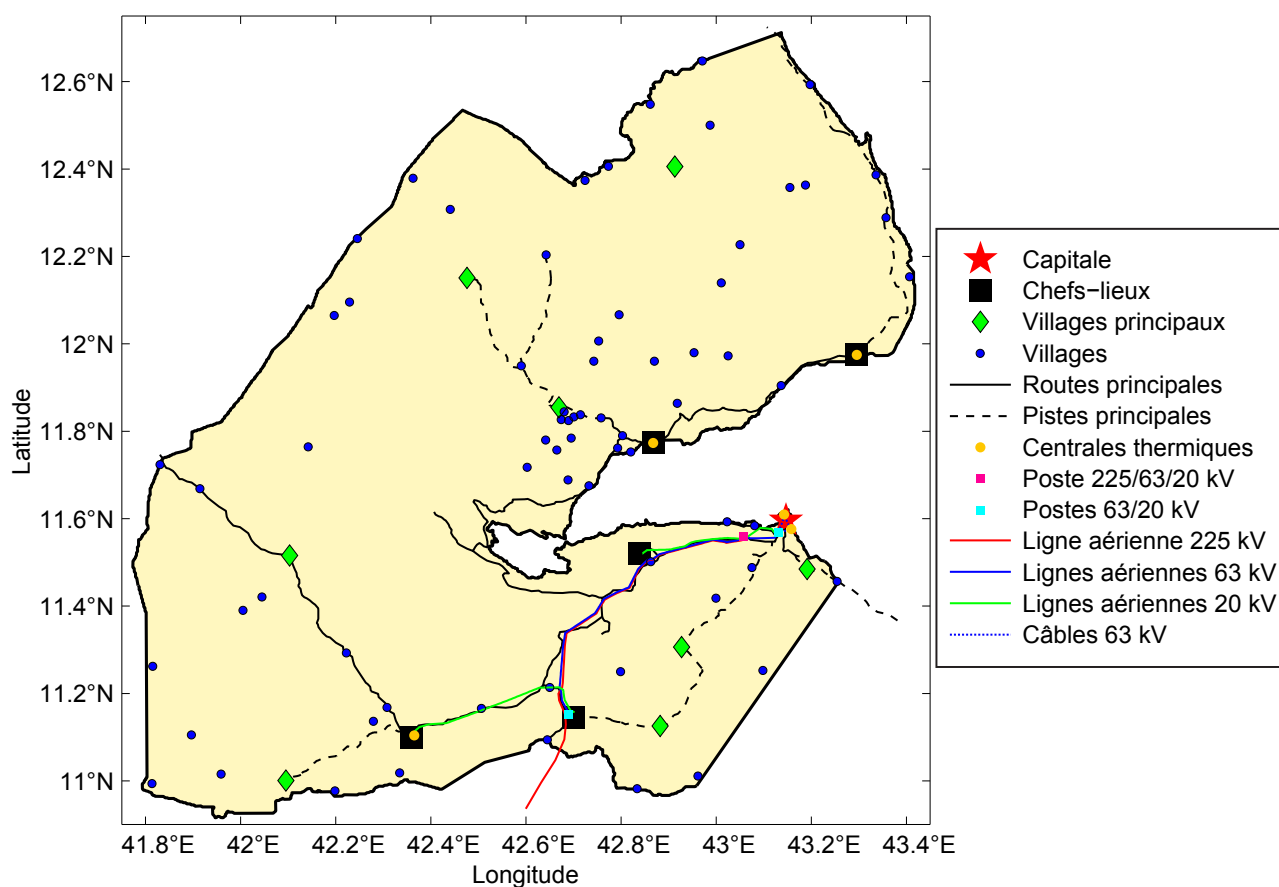 12.6°N
12.4°N
12.2°N
12°N
11.8°N
11.6°N
11.4°N
11.2°N
11°N
Latitude
41.8°E 42°E 42.2°E 42.4°E 42.6°E 42.8°E 43°E 43.2°E 43.4°E
Longitude
Capitale
Chefs−lieux
Villages principaux
Villages
Routes principales
Pistes principales
Centrales thermiques
Poste 225/63/20 kV
Postes 63/20 kV
Ligne aérienne 225 kV
Lignes aériennes 63 kV
Lignes aériennes 20 kV
Câbles 63 kV